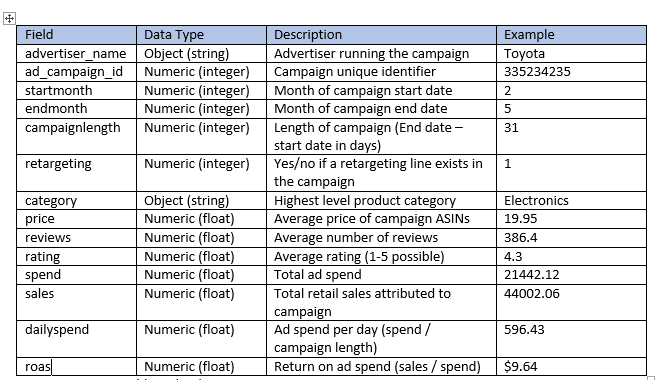 Field Data Type Description Example
advertiser_name Object (string) Advertiser running the campaign Toyota
ad_campaign_id Numeric (integer) Campaign unique identifier 335234235
startmonth Numeric (integer) Month of campaign start date 2
endmonth Numeric (integer) Month of campaign end date 5
campaignlength Numeric (integer) Length of campaign (End date – 31
start date in days)
retargeting Numeric (integer) Yes/no if a retargeting line exists in 1
the campaign
category Object (string) Highest level product category Electronics
price Numeric (float) Average price of campaign ASINs 19.95
reviews Numeric (float) Average number of reviews 386.4
rating Numeric (float) Average rating (1-5 possible) 4.3
spend Numeric (float) Total ad spend 21442.12
sales Numeric (float) Total retail sales attributed to 44002.06
campaign
dailyspend Numeric (float) Ad spend per day (spend / 596.43
campaign length)
roas Numeric (float) Return on ad spend (sales / spend) $9.64